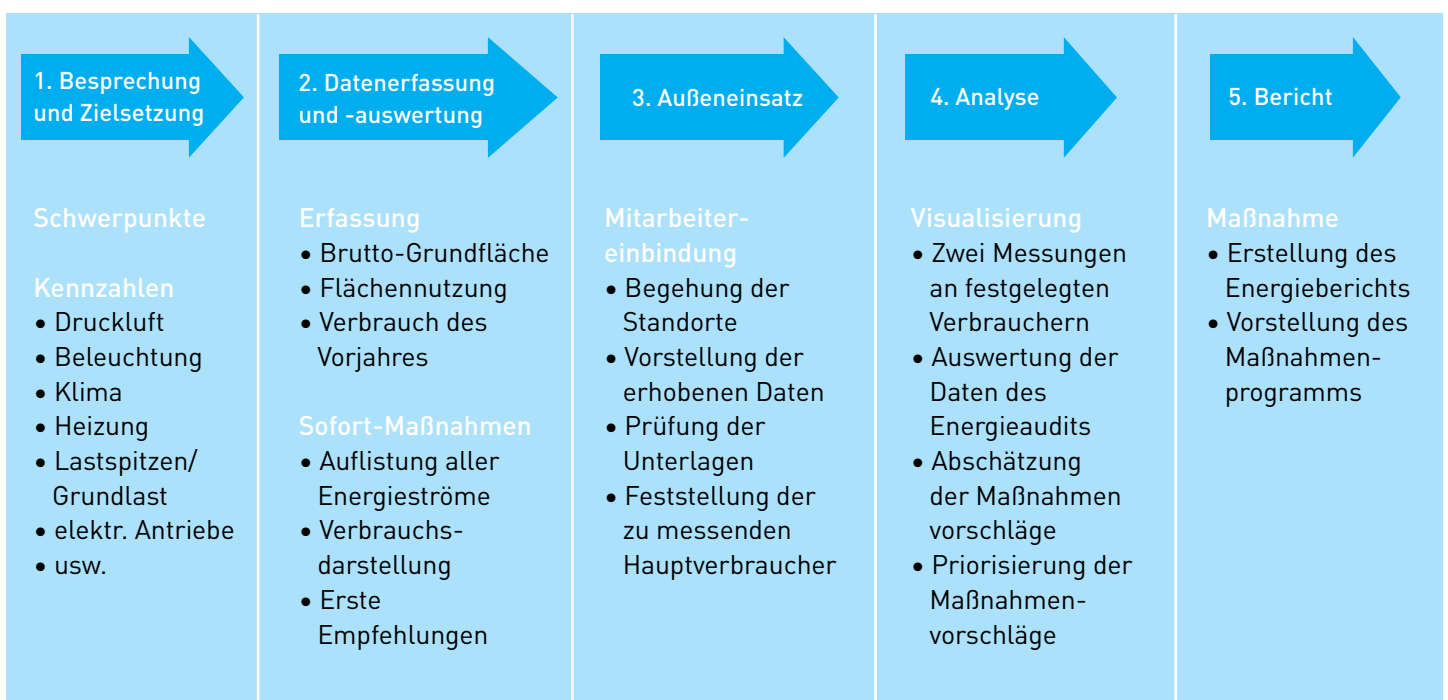 1. Besprechung
und Zielsetzung
Schwerpunkte
Kennzahlen
• Druckluft
• Beleuchtung
• Klima
• Heizung
• Lastspitzen/
Grundlast
• elektr. Antriebe
• usw.
2. Datenerfassung
und -auswertung
Erfassung
• Brutto-Grundfläche
• Flächennutzung
• Verbrauch des
Vorjahres
Sofort-Maßnahmen
• Auflistung aller
Energieströme
• Verbrauchs-
darstellung
• Erste
Empfehlungen
3. Außeneinsatz
Mitarbeiter-
einbindung
• Begehung der
Standorte
• Vorstellung der
erhobenen Daten
• Prüfung der
Unterlagen
• Feststellung der
zu messenden
Hauptverbraucher
4. Analyse
Visualisierung
• Zwei Messungen
an festgelegten
Verbrauchern
• Auswertung der
Daten des
Energieaudits
• Abschätzung
der Maßnahmen
vorschläge
• Priorisierung der
Maßnahmen-
vorschläge
5. Bericht
Maßnahme
• Erstellung des
Energieberichts
• Vorstellung des
Maßnahmen-
programms